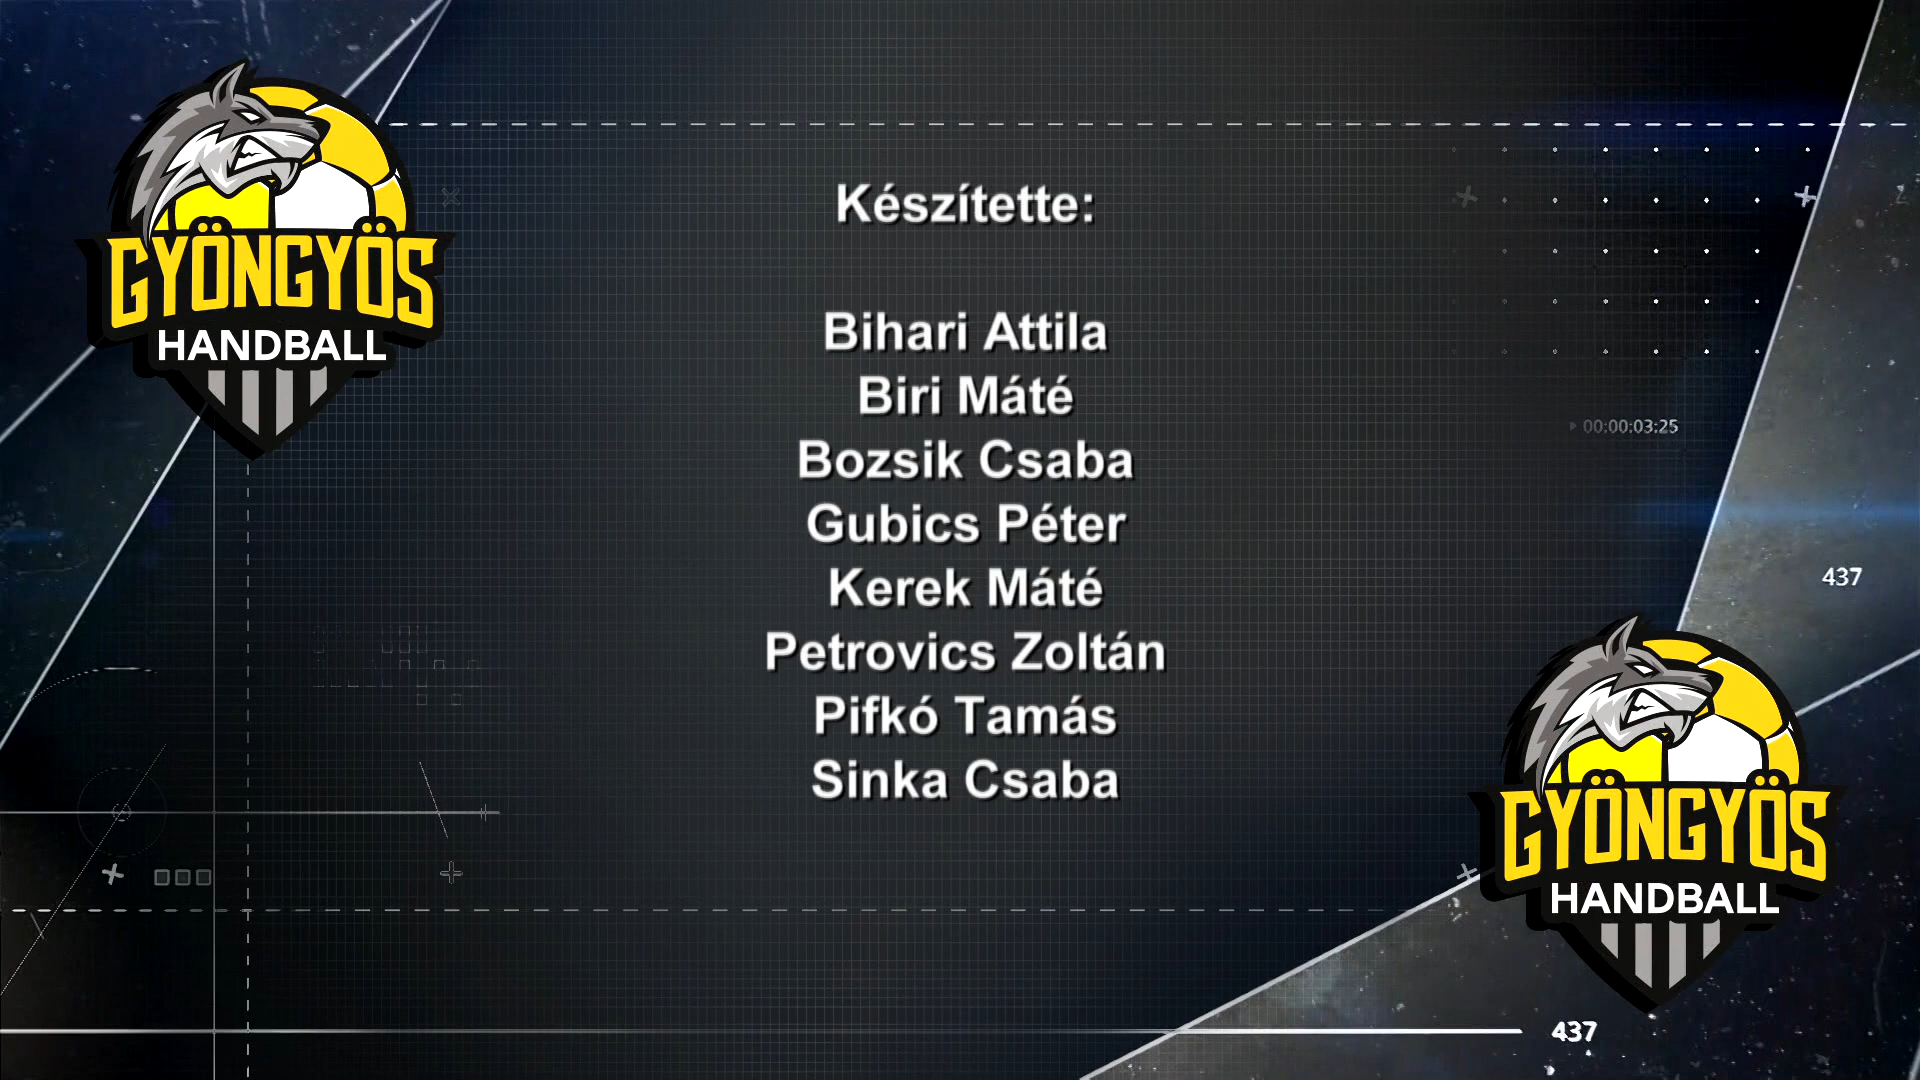 GYÖNGYÖS
HANDBALL
Készítette:
Bihari Attila
Biri Máté
Bozsik Csaba
Gubics Péter
Kerek Máté
Petrovics Zoltán
Pifkó Tamás
Sinka Csaba
00:00:03:25
437
GYÖNGYÖS
HANDBALL
437